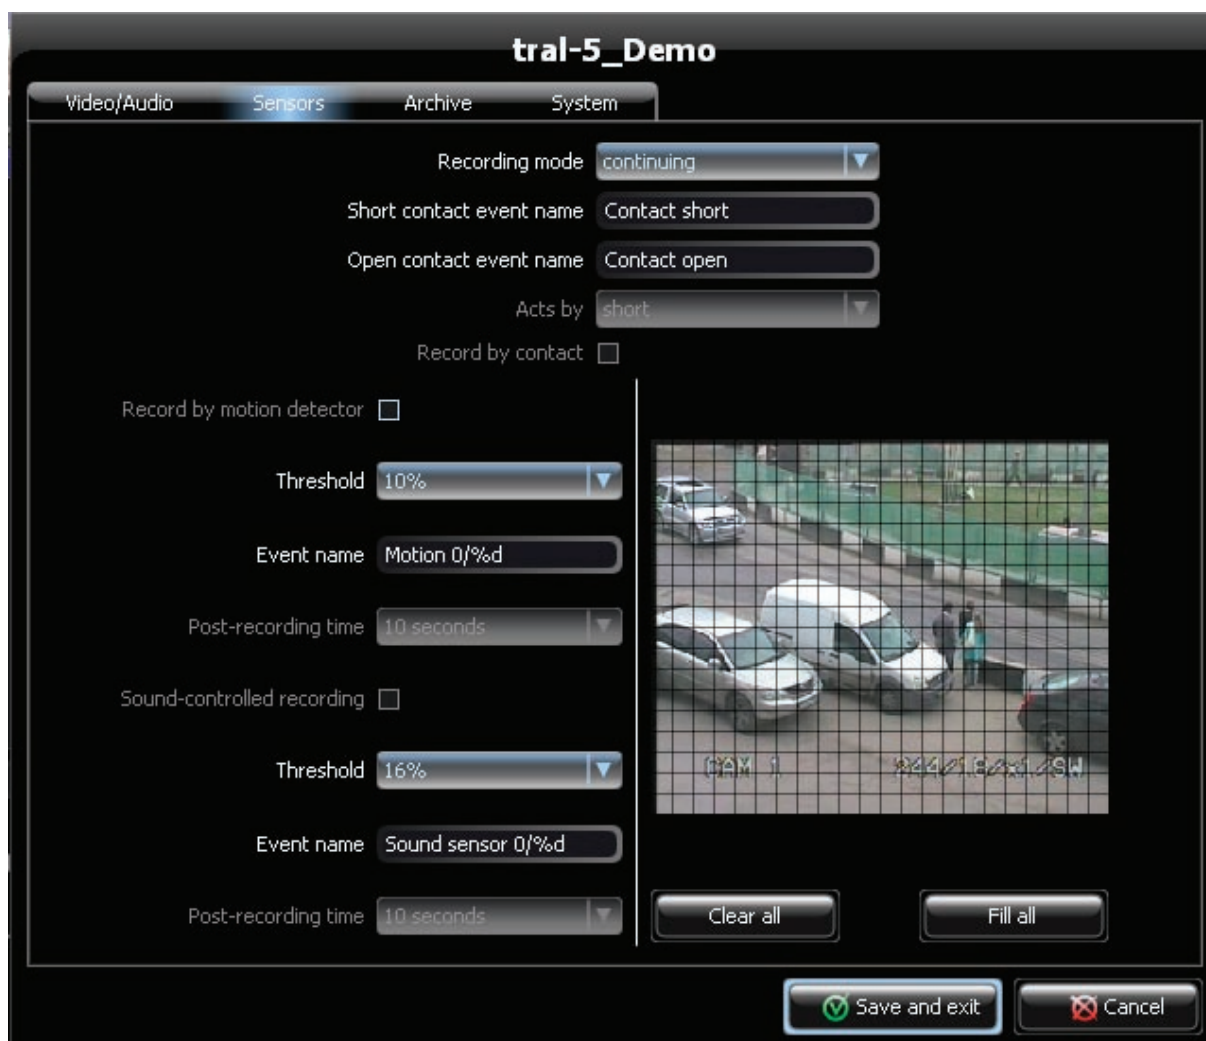 tral-5_Demo
Video/Audio Sensors Archive System
Recording mode continuing
Short contact event name Contact short
Open contact event name Contact open
Acts by short
Record by contact
Record by motion detector
Threshold 10%
Event name Motion 0/%d
Post-recording time 10 seconds
Sound-controlled recording
Threshold 16%
Event name Sound sensor 0/%d
Post-recording time 10 seconds
CAM 1
Clear all Fill all
Save and exit Cancel